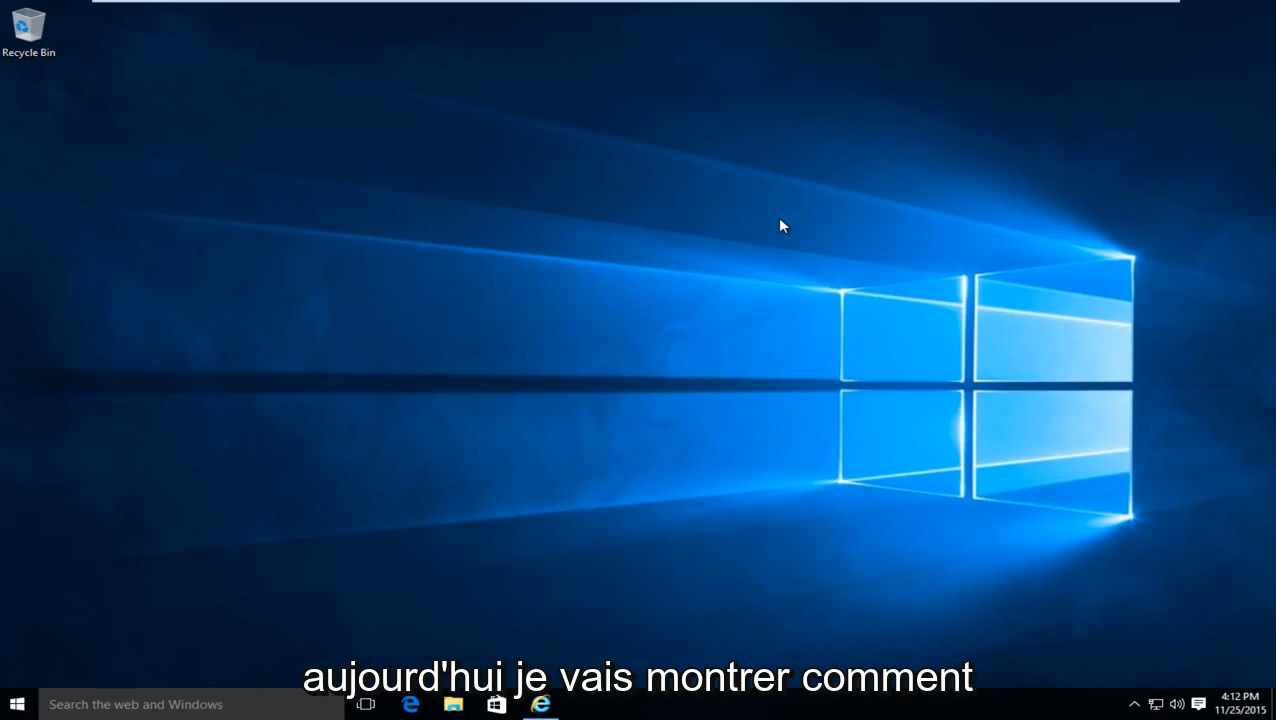 Recycle Bin
aujourd'hui je vais montrer comment
Search the web and Windows
4:12 PM
11/25/2015